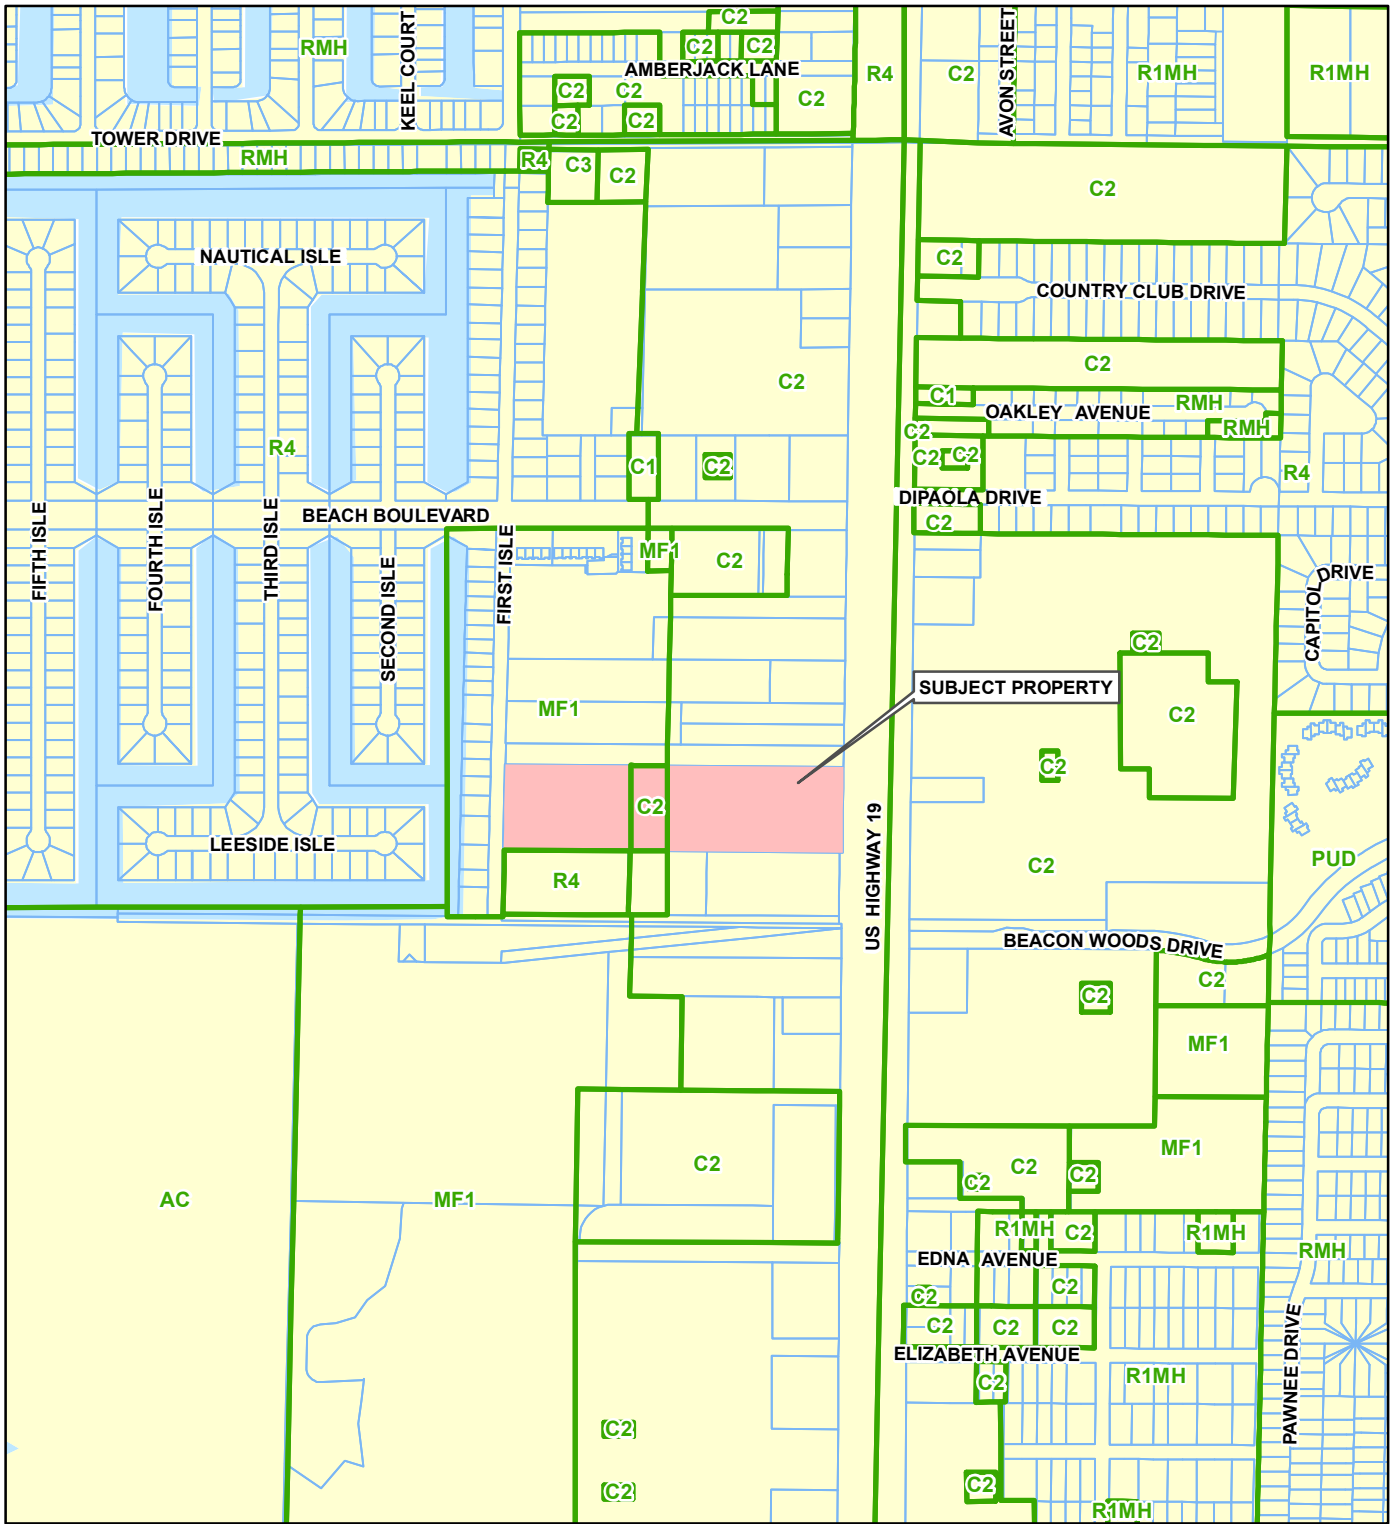 C2
RMH
KEEL COURT
C2
C2
AMBERJACK LANE
R4
C2
AVON STREET
R1MH
R1MH
C2
C2
C2
C2
C2
TOWER DRIVE
RMH
R4
C3
C2
C2
NAUTICAL ISLE
C2
COUNTRY CLUB DRIVE
C2
C2
C1
RMH
OAKLEY AVENUE
RMH
C2
R4
C1
C2
C2
C2
R4
DIPAOLA DRIVE
BEACH BOULEVARD
C2
FIFTH ISLE
FOURTH ISLE
THIRD ISLE
SECOND ISLE
FIRST ISLE
MF1
C2
CAPITOL DRIVE
C2
SUBJECT PROPERTY
MF1
C2
C2
C2
US HIGHWAY 19
LEESIDE ISLE
C2
PUD
R4
BEACON WOODS DRIVE
C2
C2
MF1
C2
MF1
C2
C2
C2
AC
MF1
R1MH
C2
R1MH
RMH
EDNA AVENUE
C2
C2
C2
C2
C2
ELIZABETH AVENUE
C2
R1MH
PAWNEE DRIVE
C2
C2
C2
R1MH